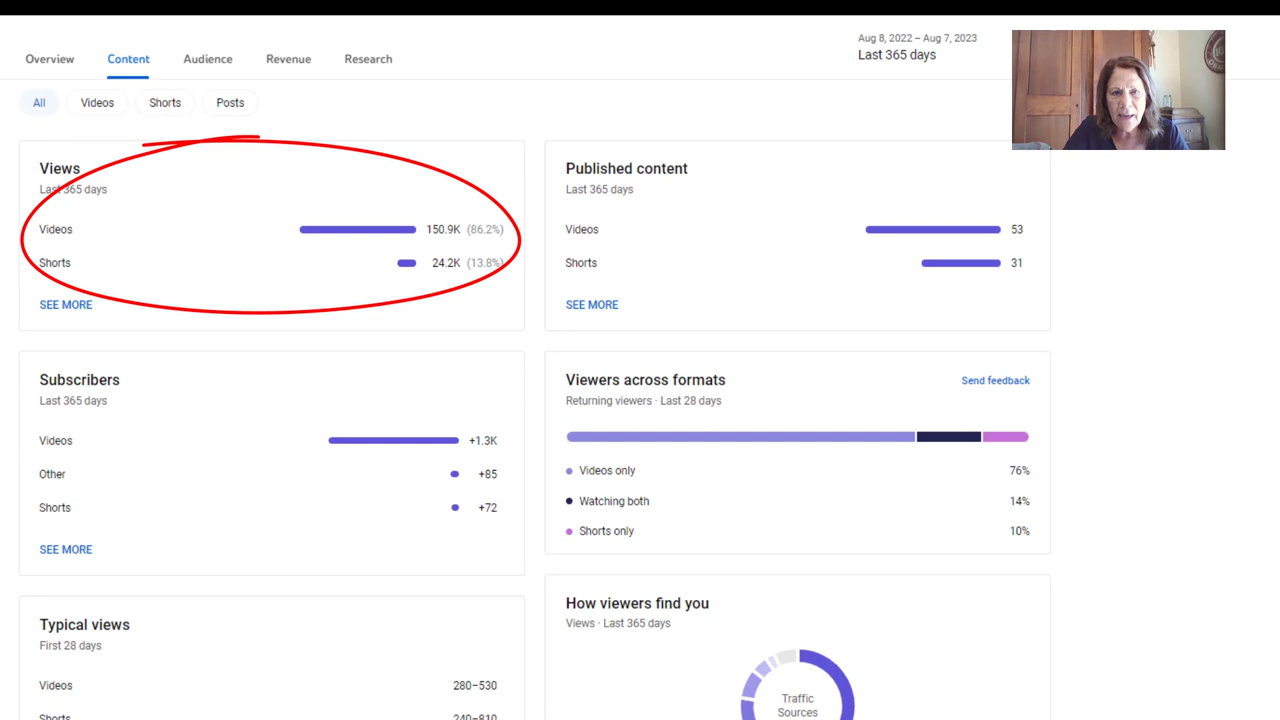 Overview Content Audience Revenue Research
Aug 8, 2022 – Aug 7, 2023
Last 365 days
All Videos Shorts Posts
Views
Last 365 days
Videos 150.9K (86.2%)
Shorts 24.2K (13.8%)
SEE MORE
Published content
Last 365 days
Videos 53
Shorts 31
SEE MORE
Subscribers
Last 365 days
Videos +1.3K
Other +85
Shorts +72
SEE MORE
Viewers across formats Send feedback
Returning viewers · Last 28 days
Videos only 76%
Watching both 14%
Shorts only 10%
Typical views
First 28 days
Videos 280–530
Shorts 240–810
How viewers find you
Views · Last 365 days
Traffic
Sources